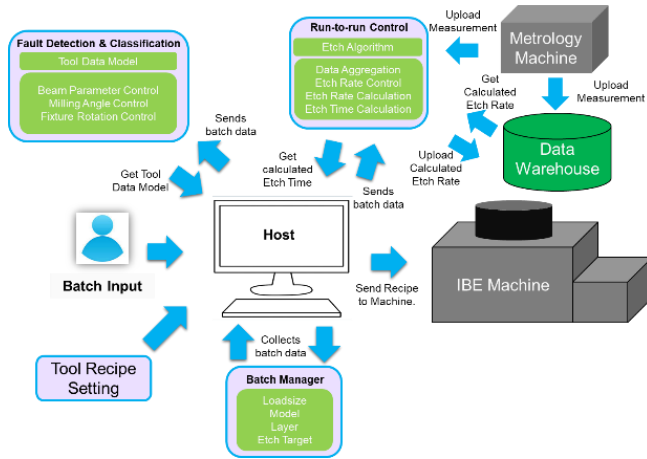 Fault Detection & Classification
Tool Data Model
Beam Parameter Control
Milling Angle Control
Fixture Rotation Control
Run-to-run Control
Etch Algorithm
Data Aggregation
Etch Rate Control
Etch Rate Calculation
Etch Time Calculation
Upload
Measurement
Metrology
Machine
Get
Calculated
Etch Rate
Upload
Measurement
Sends
batch data
Get
calculated
Etch Time
Sends
batch data
Upload
Calculated
Etch Rate
Data
Warehouse
Get Tool
Data Model
Host
Batch Input
Send Recipe
to Machine.
IBE Machine
Tool Recipe
Setting
Collects
batch data
Batch Manager
Loadsize
Model
Layer
Etch Target